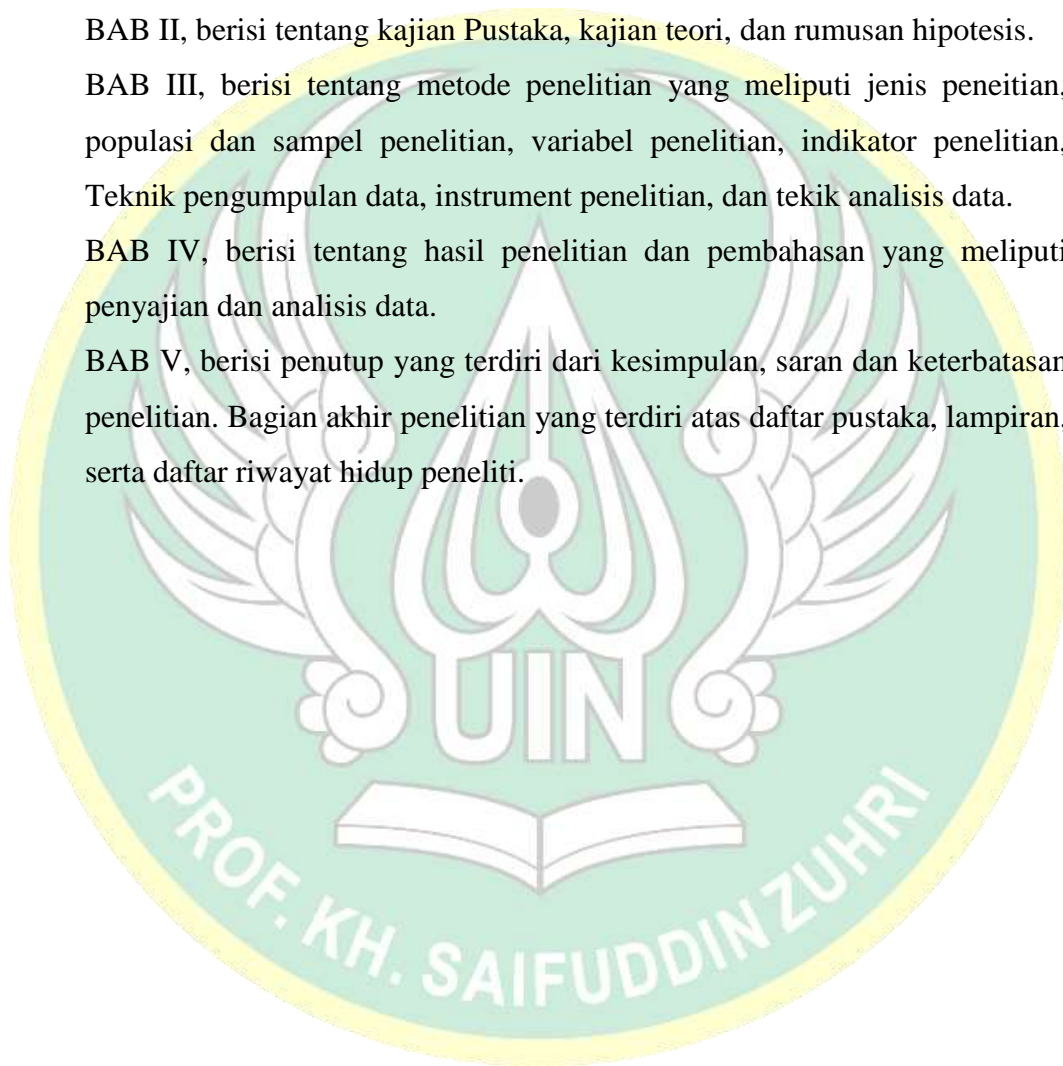 BAB II, berisi tentang kajian Pustaka, kajian teori, dan rumusan hipotesis.
BAB III, berisi tentang metode penelitian yang meliputi jenis peneitian,
populasi dan sampel penelitian, variabel penelitian, indikator penelitian,
Teknik pengumpulan data, instrument penelitian, dan tekik analisis data.
BAB IV, berisi tentang hasil penelitian dan pembahasan yang meliputi
penyajian dan analisis data.
BAB V, berisi penutup yang terdiri dari kesimpulan, saran dan keterbatasan
penelitian. Bagian akhir penelitian yang terdiri atas daftar pustaka, lampiran,
serta daftar riwayat hidup peneliti.
UIN
PROF. KH. SAIFUDDIN ZUHRI